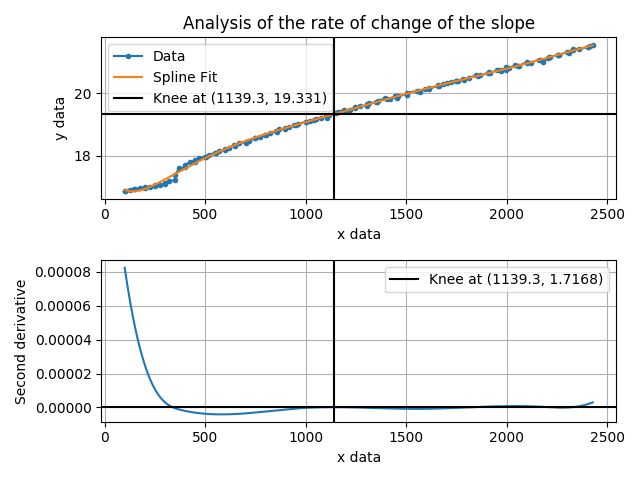 Analysis of the rate of change of the slope
Data
Spline Fit
Knee at (1139.3, 19.331)
y data
20
18
0
500
1000
1500
2000
2500
x data
Knee at (1139.3, 1.7168)
Second derivative
0.00008
0.00006
0.00004
0.00002
0.00000
0
500
1000
1500
2000
2500
x data